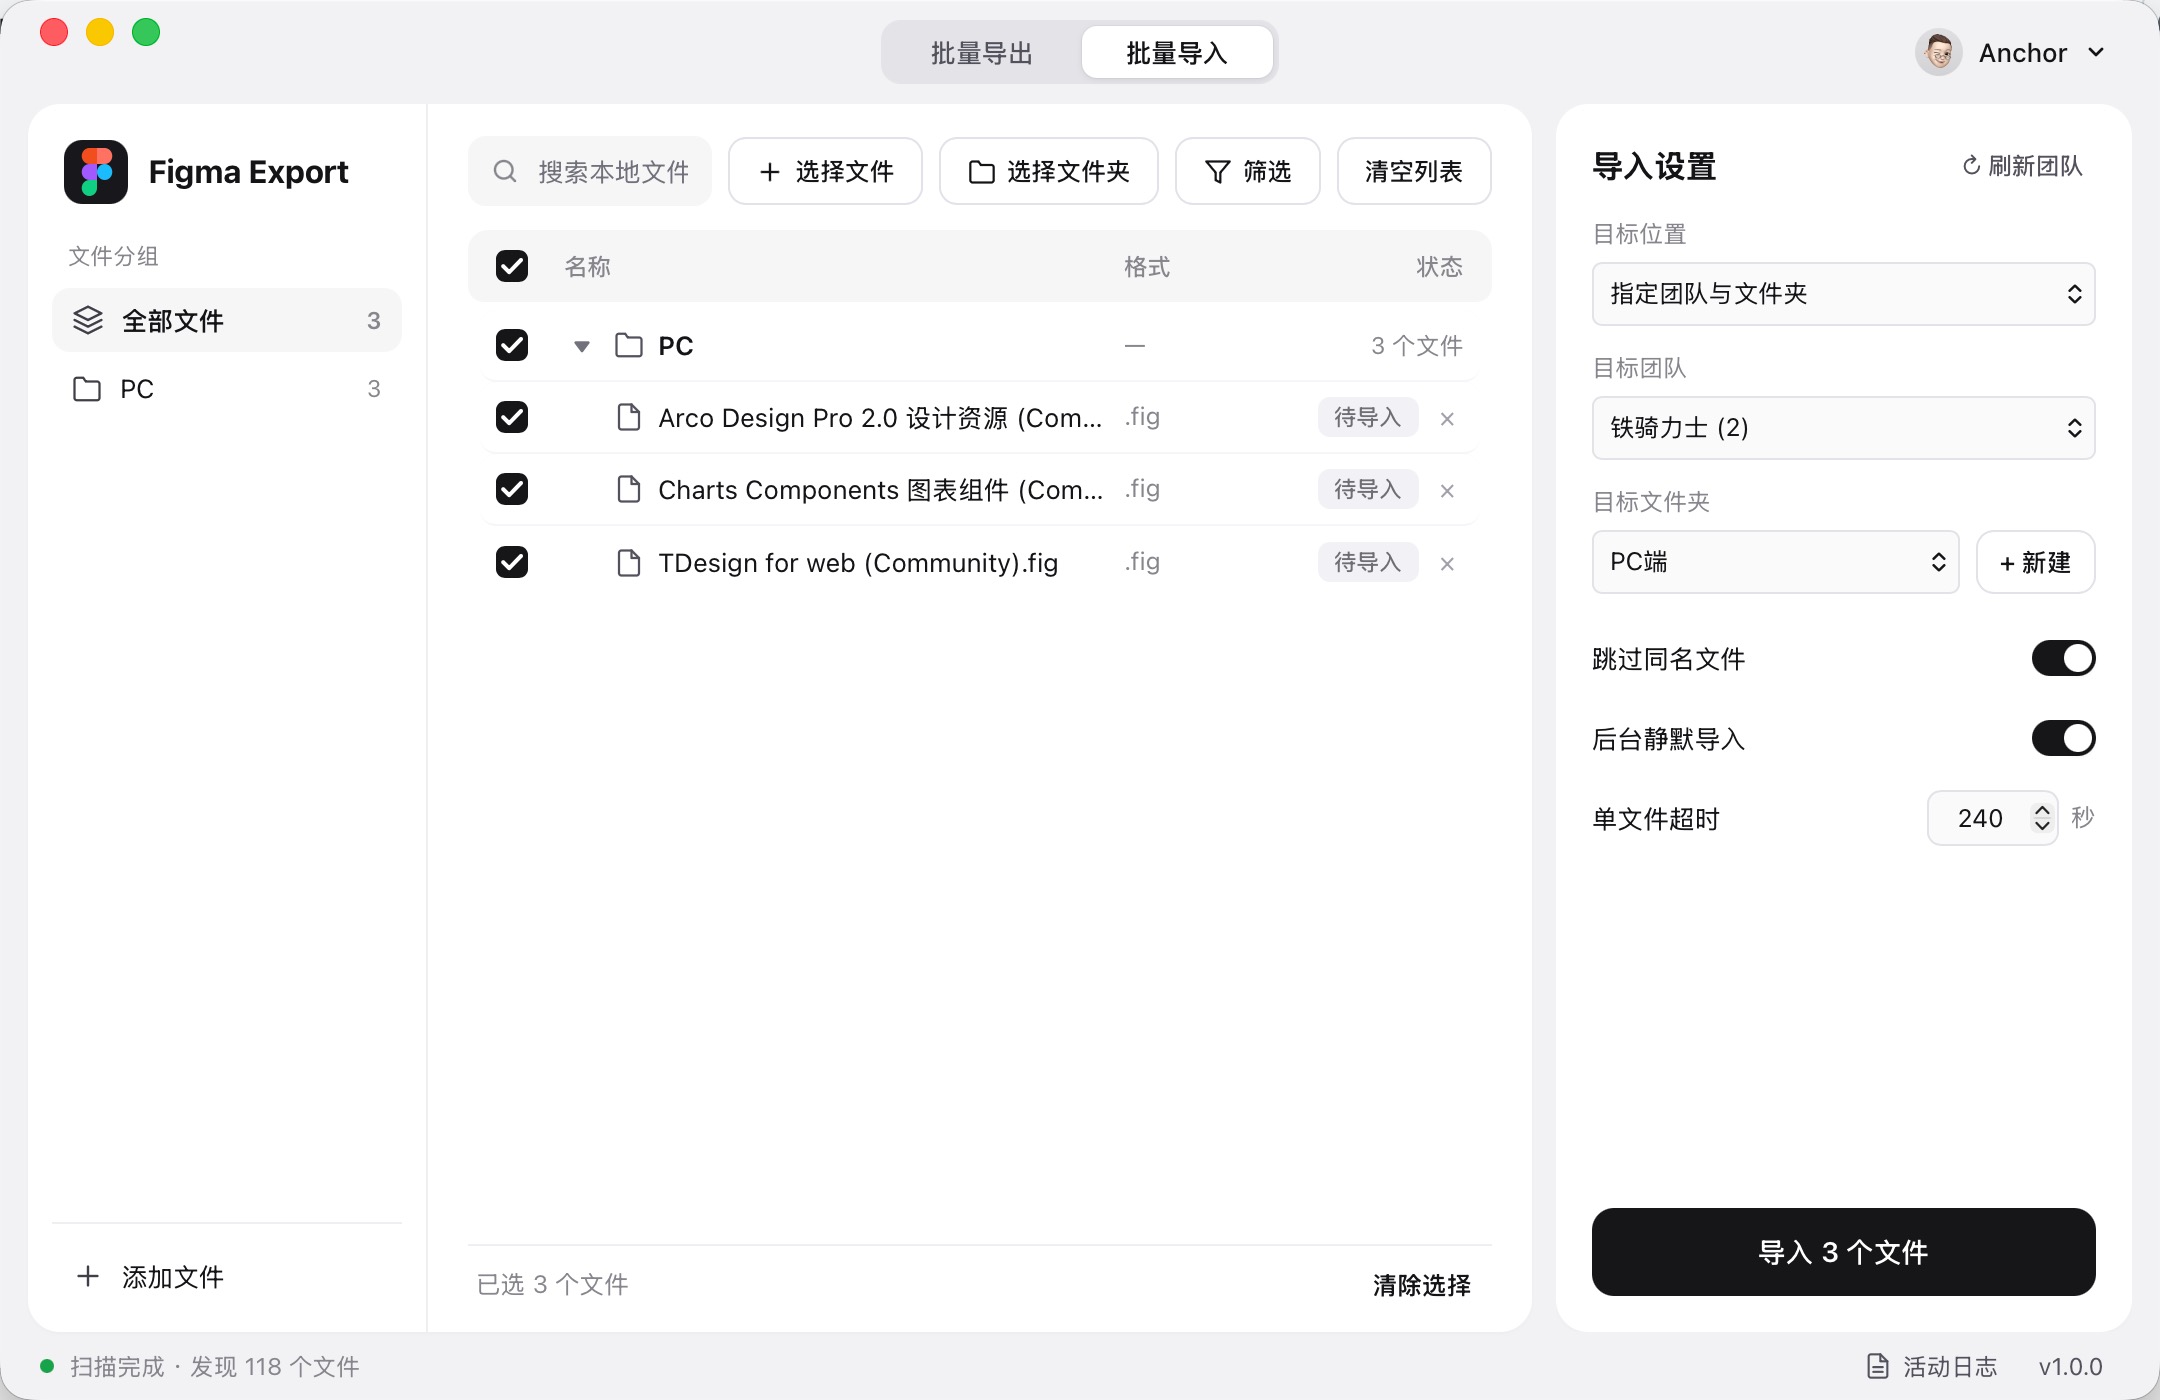 批量导出
批量导入
Anchor
Figma Export
文件分组
全部文件 3
PC 3
添加文件
搜索本地文件
选择文件
选择文件夹
筛选
清空列表
名称 格式 状态
PC — 3 个文件
Arco Design Pro 2.0 设计资源 (Com... .fig 待导入 ×
Charts Components 图表组件 (Com... .fig 待导入 ×
TDesign for web (Community).fig .fig 待导入 ×
已选 3 个文件
清除选择
导入设置
刷新团队
目标位置
指定团队与文件夹
目标团队
铁骑力士 (2)
目标文件夹
PC端
+ 新建
跳过同名文件
后台静默导入
单文件超时 240 秒
导入 3 个文件
扫描完成 · 发现 118 个文件
活动日志
v1.0.0